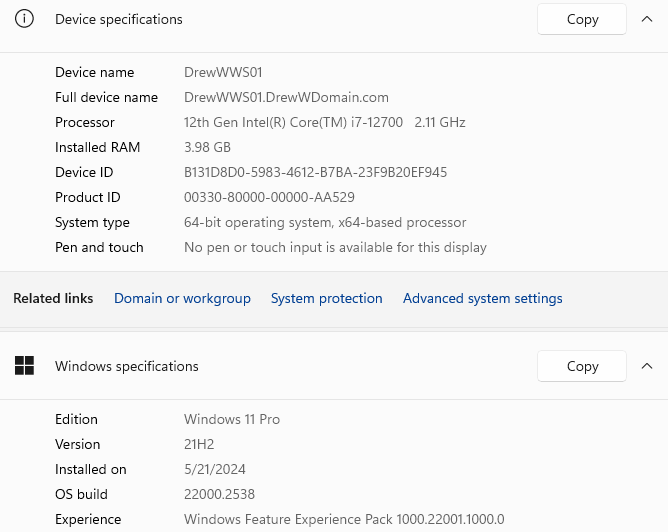 Device specifications Copy
Device name DrewWWS01
Full device name DrewWWS01.DrewWDomain.com
Processor 12th Gen Intel(R) Core(TM) i7-12700 2.11 GHz
Installed RAM 3.98 GB
Device ID B131D8D0-5983-4612-B7BA-23F9B20EF945
Product ID 00330-80000-00000-AA529
System type 64-bit operating system, x64-based processor
Pen and touch No pen or touch input is available for this display
Related links Domain or workgroup System protection Advanced system settings
Windows specifications Copy
Edition Windows 11 Pro
Version 21H2
Installed on 5/21/2024
OS build 22000.2538
Experience Windows Feature Experience Pack 1000.22001.1000.0